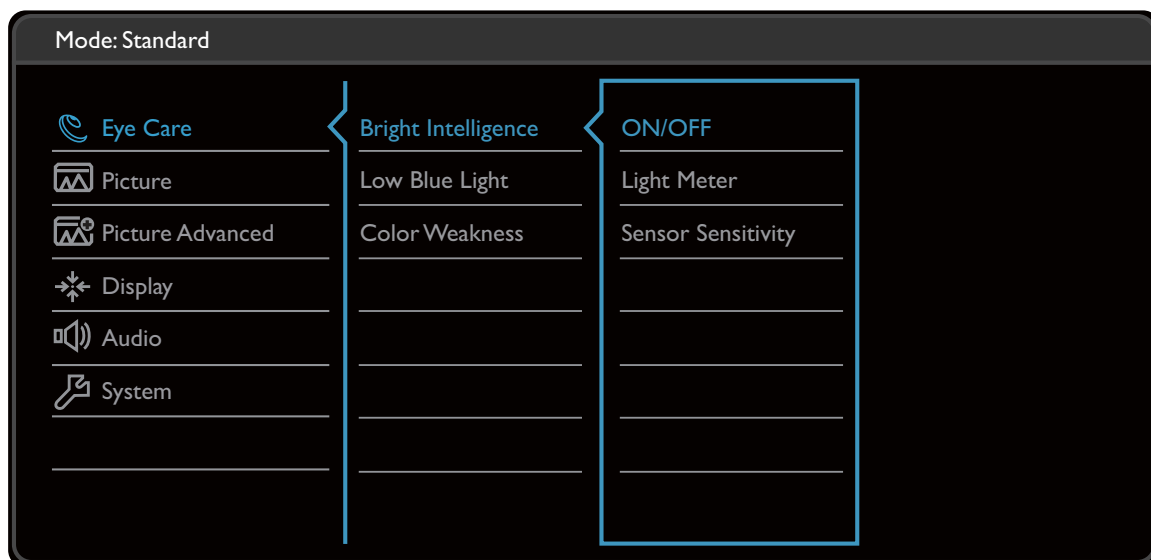 Mode: Standard
Eye Care
Bright Intelligence
ON/OFF
Picture
Low Blue Light
Light Meter
Picture Advanced
Color Weakness
Sensor Sensitivity
Display
Audio
System